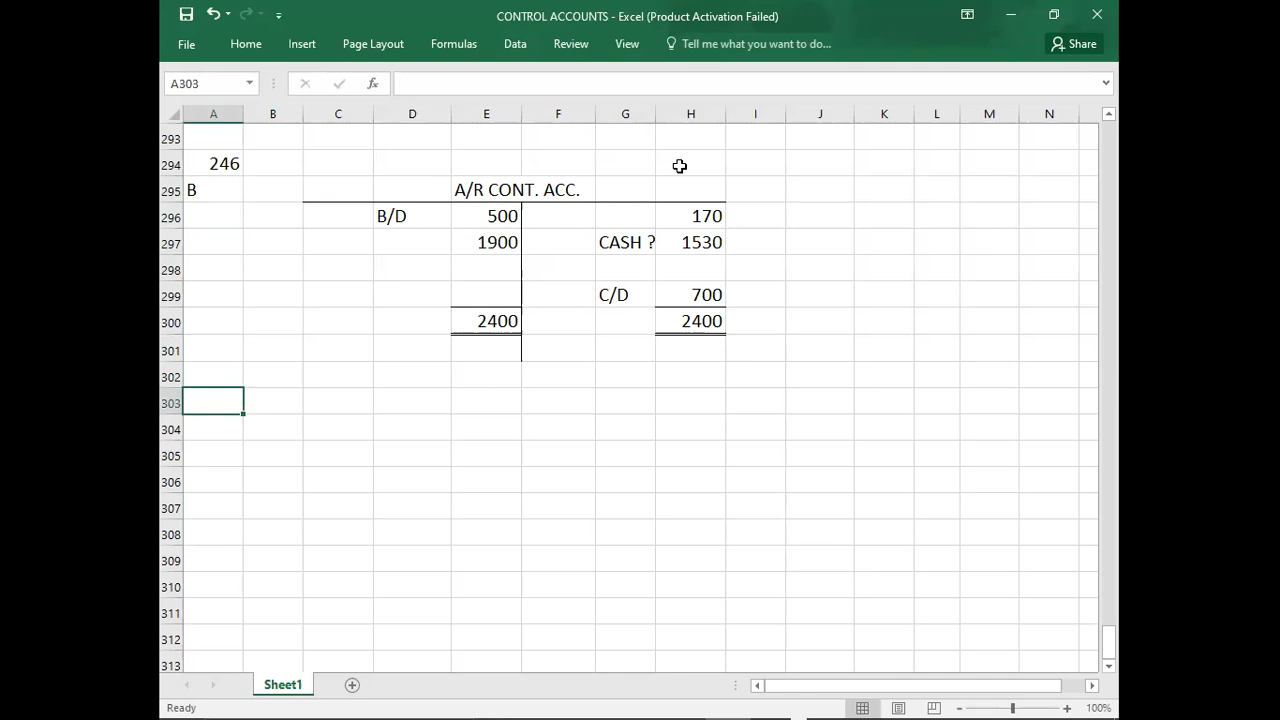 CONTROL ACCOUNTS - Excel (Product Activation Failed)
File Home Insert Page Layout Formulas Data Review View Tell me what you want to do... Share
A303 fx
A B C D E F G H I J K L M N
293
294 246
295 B A/R CONT. ACC.
296 B/D 500 170
297 1900 CASH ? 1530
298
299 C/D 700
300 2400 2400
301
302
303
304
305
306
307
308
309
310
311
312
313
Sheet1
Ready 100%